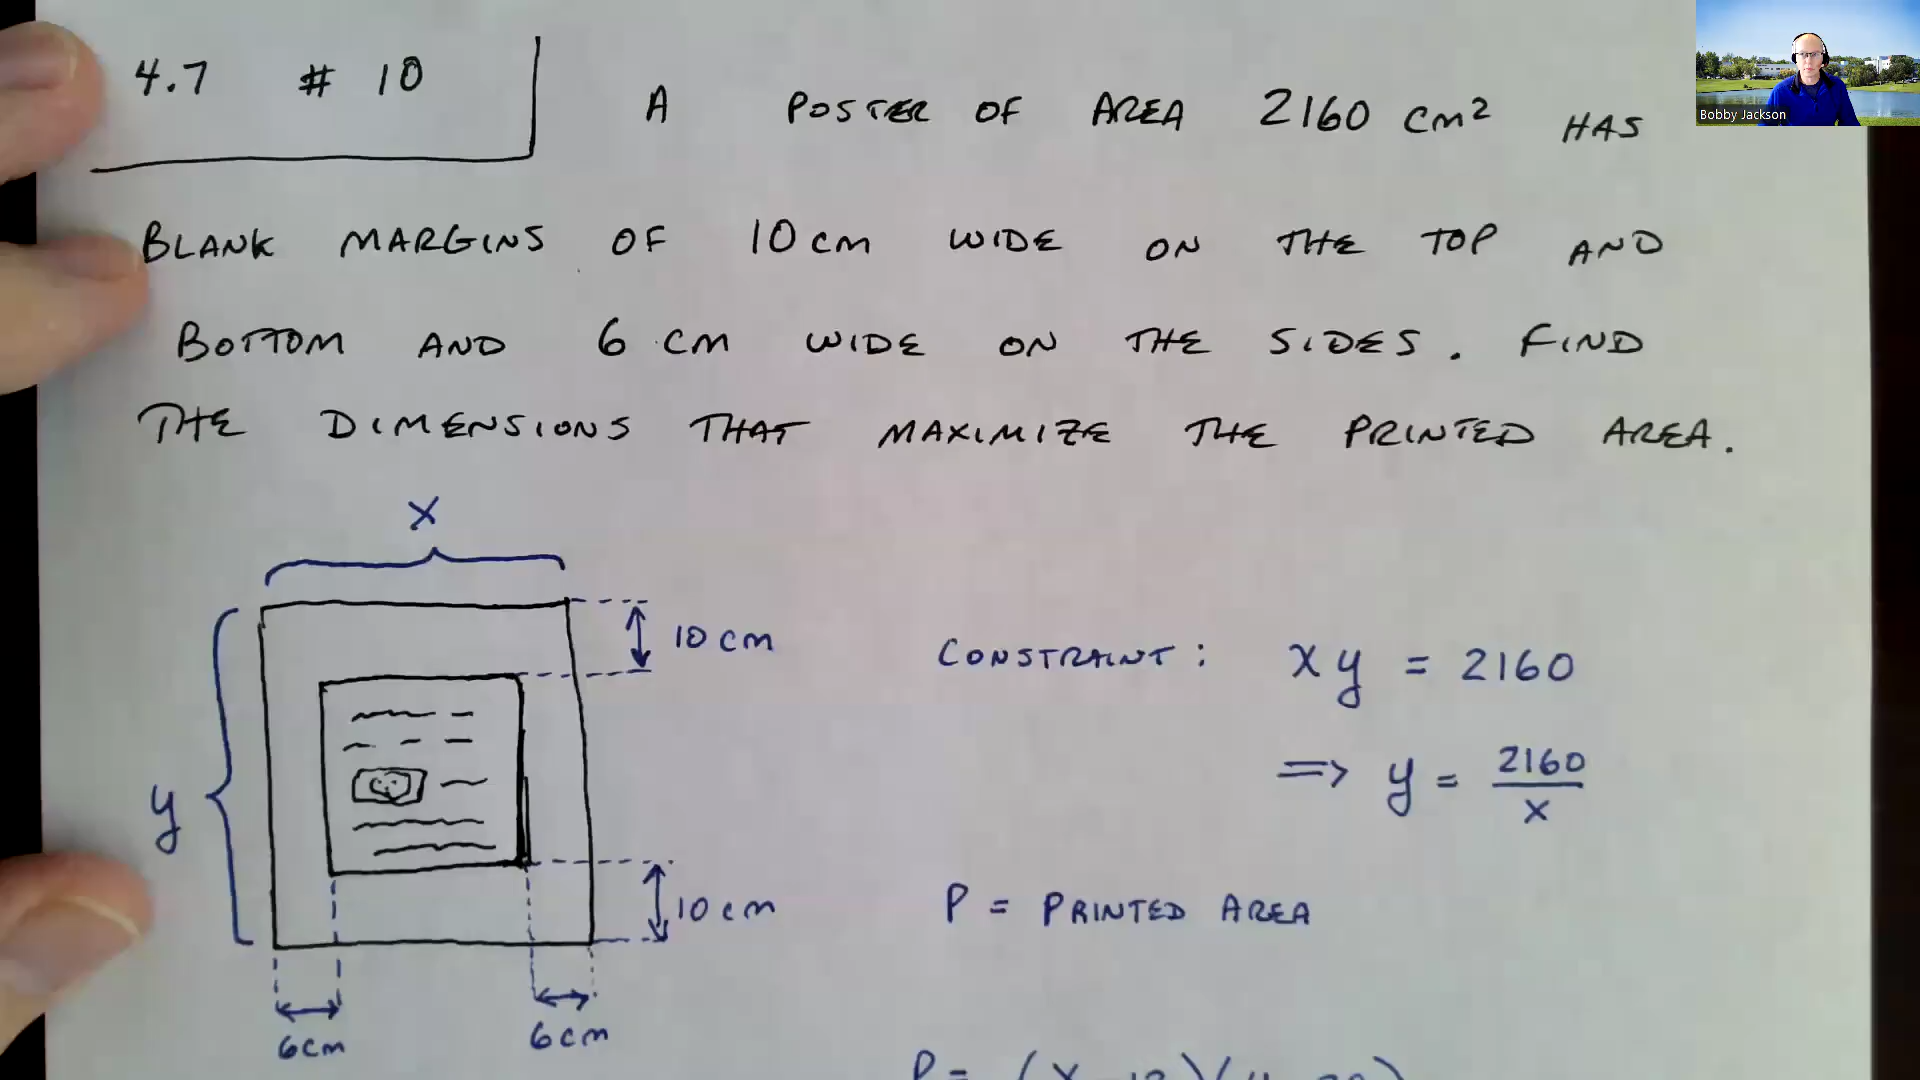 4.7 # 10
A POSTER OF AREA 2160 cm² HAS
BLANK MARGINS OF 10 cm WIDE ON THE TOP AND
BOTTOM AND 6 cm WIDE ON THE SIDES. FIND
THE DIMENSIONS THAT MAXIMIZE THE PRINTED AREA.
x
10 cm
y
10 cm
6cm
6cm
CONSTRAINT: xy = 2160
⇒ y = 2160/x
P = PRINTED AREA
P = (x
Bobby Jackson